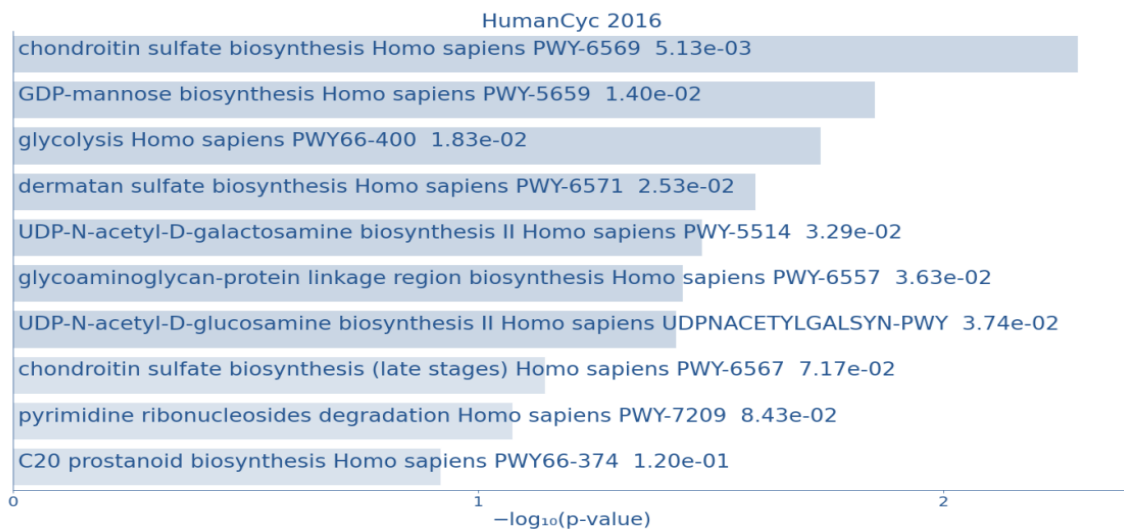 HumanCyc 2016
chondroitin sulfate biosynthesis Homo sapiens PWY-6569 5.13e-03
GDP-mannose biosynthesis Homo sapiens PWY-5659 1.40e-02
glycolysis Homo sapiens PWY66-400 1.83e-02
dermatan sulfate biosynthesis Homo sapiens PWY-6571 2.53e-02
UDP-N-acetyl-D-galactosamine biosynthesis II Homo sapiens PWY-5514 3.29e-02
glycoaminoglycan-protein linkage region biosynthesis Homo sapiens PWY-6557 3.63e-02
UDP-N-acetyl-D-glucosamine biosynthesis II Homo sapiens UDPNACETYLGALSYN-PWY 3.74e-02
chondroitin sulfate biosynthesis (late stages) Homo sapiens PWY-6567 7.17e-02
pyrimidine ribonucleosides degradation Homo sapiens PWY-7209 8.43e-02
C20 prostanoid biosynthesis Homo sapiens PWY66-374 1.20e-01
0 1 2
−log₁₀(p-value)